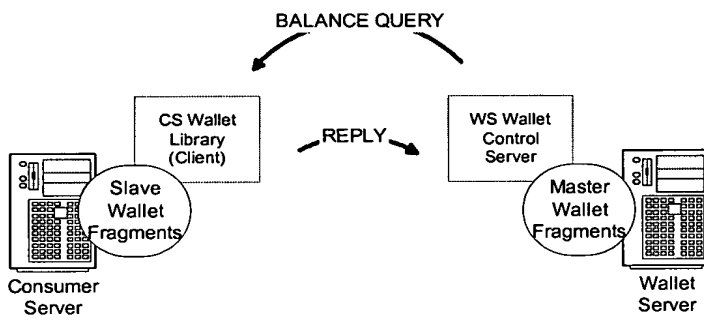 BALANCE QUERY
CS Wallet
Library
(Client)
REPLY
WS Wallet
Control
Server
Slave
Wallet
Fragments
Master
Wallet
Fragments
Consumer
Server
Wallet
Server